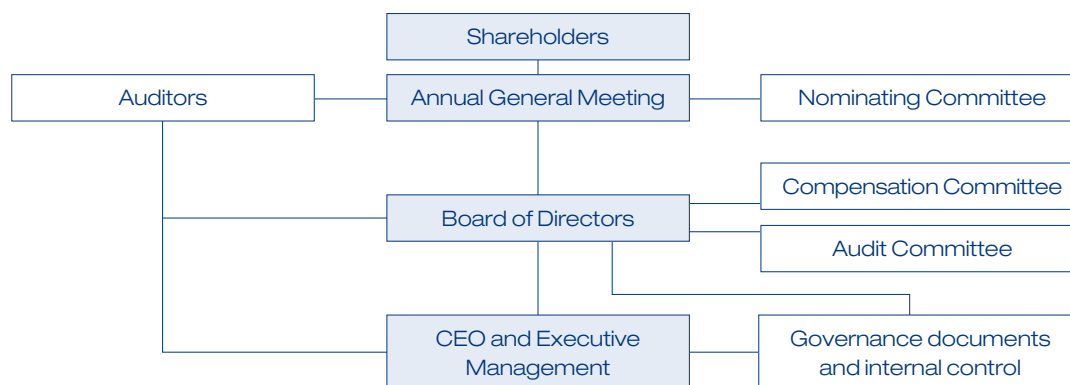 Shareholders
Auditors
Annual General Meeting
Nominating Committee
Compensation Committee
Board of Directors
Audit Committee
CEO and Executive
Management
Governance documents
and internal control